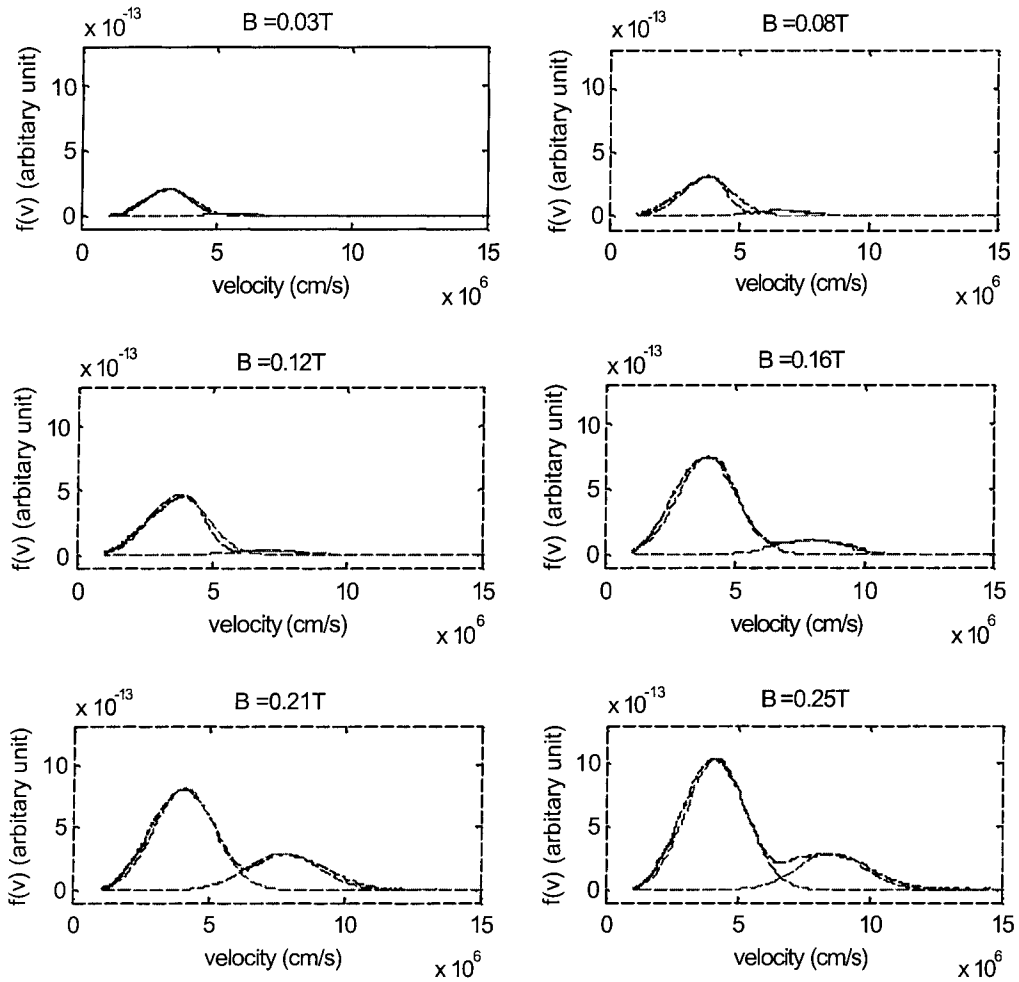 x 10^-13
B =0.03T
f(v) (arbitary unit)
10
5
0
0 5 10 15
velocity (cm/s)
x 10^6
x 10^-13
B =0.08T
f(v) (arbitary unit)
10
5
0
0 5 10 15
velocity (cm/s)
x 10^6
x 10^-13
B =0.12T
f(v) (arbitary unit)
10
5
0
0 5 10 15
velocity (cm/s)
x 10^6
x 10^-13
B =0.16T
f(v) (arbitary unit)
10
5
0
0 5 10 15
velocity (cm/s)
x 10^6
x 10^-13
B =0.21T
f(v) (arbitary unit)
10
5
0
0 5 10 15
velocity (cm/s)
x 10^6
x 10^-13
B =0.25T
f(v) (arbitary unit)
10
5
0
0 5 10 15
velocity (cm/s)
x 10^6